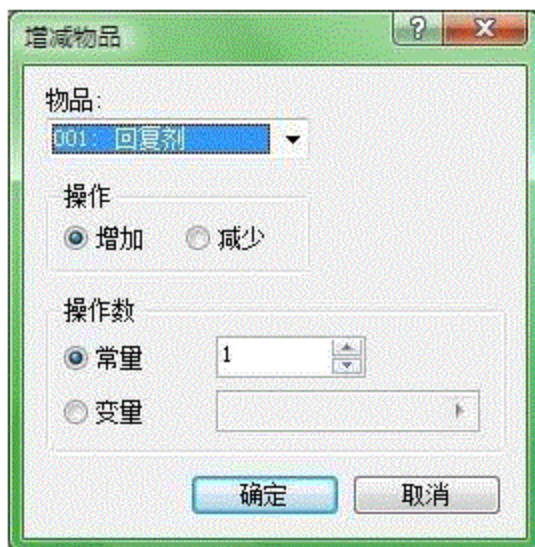 增减物品
?
物品:
001: 回复剂
操作
增加 减少
操作数
常量 1
变量
确定 取消